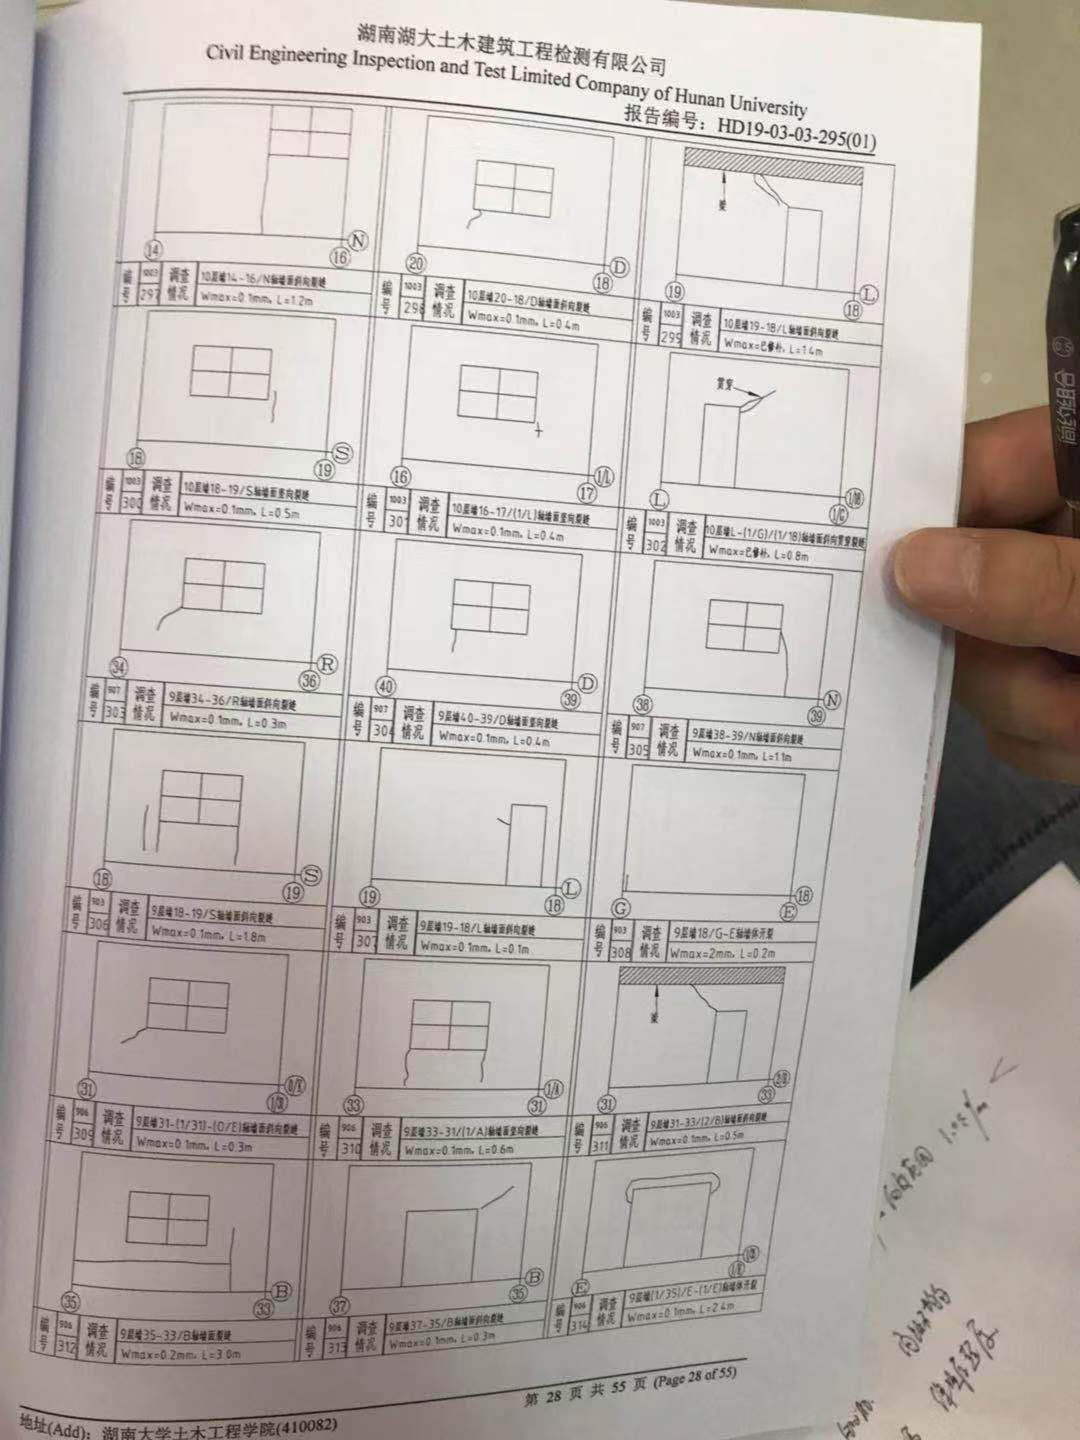 湖南湖大土木建筑工程检测有限公司
Civil Engineering Inspection and Test Limited Company of Hunan University
报告编号：HD19-03-03-295(01)
14 16 N
编号 1003 297 调查情况 10层墙14-16/N轴墙面斜向裂缝
Wmax=0.1mm, L=1.2m
20 18 D
编号 1003 298 调查情况 10层墙20-18/D轴墙面斜向裂缝
Wmax=0.1mm, L=0.4m
梁
19 18 L
编号 1003 299 调查情况 10层墙19-18/L轴墙面斜向裂缝
Wmax=已修补, L=1.4m
18 19 S
编号 1003 300 调查情况 10层墙18-19/S轴墙面竖向裂缝
Wmax=0.1mm, L=0.5m
16 17 1/L
编号 1003 301 调查情况 10层墙16-17/(1/L)轴墙面竖向裂缝
Wmax=0.1mm, L=0.4m
贯穿
L 1/G 1/18
编号 1003 302 调查情况 10层墙L-(1/G)/(1/18)轴墙面斜向贯穿裂缝
Wmax=已修补, L=0.8m
34 36 R
编号 907 303 调查情况 9层墙34-36/R轴墙面斜向裂缝
Wmax=0.1mm, L=0.3m
40 39 D
编号 907 304 调查情况 9层墙40-39/D轴墙面竖向裂缝
Wmax=0.1mm, L=0.4m
38 39 N
编号 907 305 调查情况 9层墙38-39/N轴墙面斜向裂缝
Wmax=0.1mm, L=1.1m
18 19 S
编号 903 306 调查情况 9层墙18-19/S轴墙面斜向裂缝
Wmax=0.1mm, L=1.8m
19 18 L
编号 903 307 调查情况 9层墙19-18/L轴墙面斜向裂缝
Wmax=0.1mm, L=0.1m
G E 18
编号 903 308 调查情况 9层墙18/G-E轴墙体开裂
Wmax=2mm, L=0.2m
31
编号 906 309 调查情况 9层墙31-(1/31)-(0/E)轴墙面斜向裂缝
Wmax=0.1mm, L=0.3m
33 31 1/A
编号 906 310 调查情况 9层墙33-31/(1/A)轴墙面竖向裂缝
Wmax=0.1mm, L=0.6m
梁
31 33 2/B
编号 906 311 调查情况 9层墙31-33/(2/B)轴墙面斜向裂缝
Wmax=0.1mm, L=0.5m
35 33 B
编号 906 312 调查情况 9层墙35-33/B轴墙面裂缝
Wmax=0.2mm, L=3.0m
37 35 B
编号 906 313 调查情况 9层墙37-35/B轴墙面斜向裂缝
Wmax=0.1mm, L=0.3m
E 1/E
编号 906 314 调查情况 9层墙(1/35)/E-(1/E)轴墙体开裂
Wmax=0.1mm, L=2.4m
第 28 页 共 55 页 (Page 28 of 55)
地址(Add)：湖南大学土木工程学院(410082)